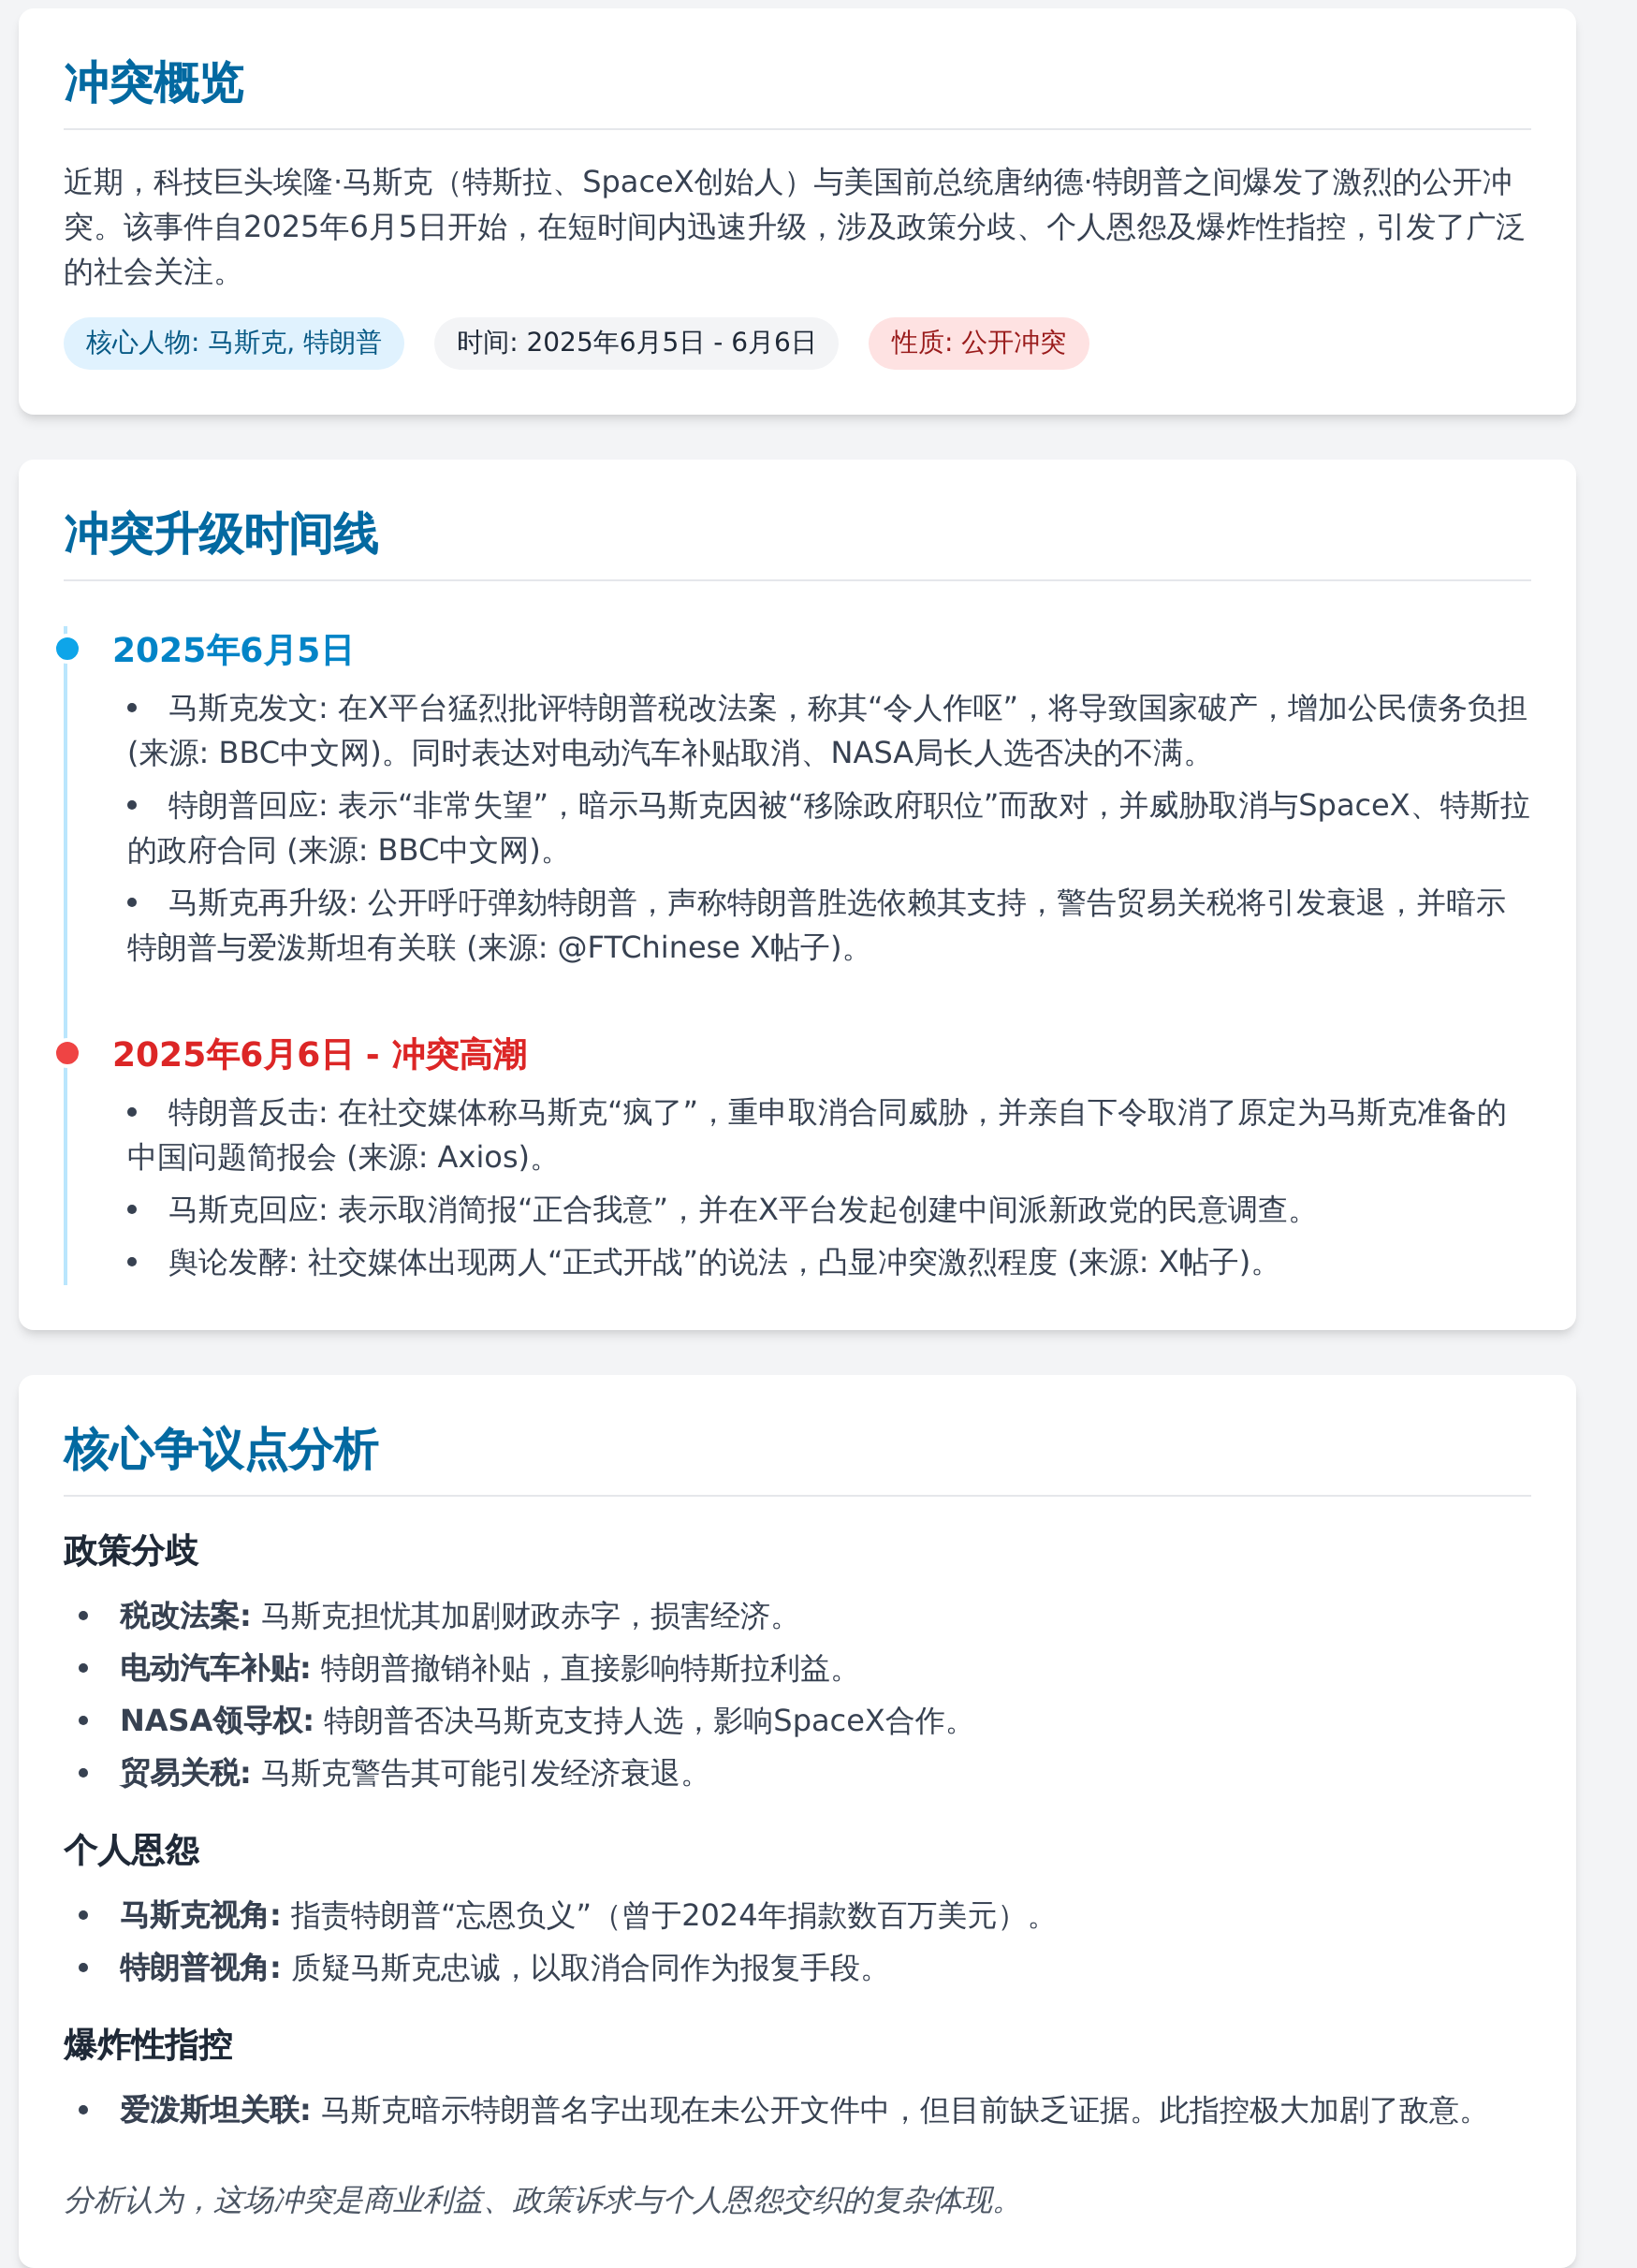 冲突概览
近期，科技巨头埃隆·马斯克（特斯拉、SpaceX创始人）与美国前总统唐纳德·特朗普之间爆发了激烈的公开冲
突。该事件自2025年6月5日开始，在短时间内迅速升级，涉及政策分歧、个人恩怨及爆炸性指控，引发了广泛
的社会关注。
核心人物: 马斯克, 特朗普 时间: 2025年6月5日 - 6月6日 性质: 公开冲突
冲突升级时间线
2025年6月5日
• 马斯克发文: 在X平台猛烈批评特朗普税改法案，称其“令人作呕”，将导致国家破产，增加公民债务负担
(来源: BBC中文网)。同时表达对电动汽车补贴取消、NASA局长人选否决的不满。
• 特朗普回应: 表示“非常失望”，暗示马斯克因被“移除政府职位”而敌对，并威胁取消与SpaceX、特斯拉
的政府合同 (来源: BBC中文网)。
• 马斯克再升级: 公开呼吁弹劾特朗普，声称特朗普胜选依赖其支持，警告贸易关税将引发衰退，并暗示
特朗普与爱泼斯坦有关联 (来源: @FTChinese X帖子)。
2025年6月6日 - 冲突高潮
• 特朗普反击: 在社交媒体称马斯克“疯了”，重申取消合同威胁，并亲自下令取消了原定为马斯克准备的
中国问题简报会 (来源: Axios)。
• 马斯克回应: 表示取消简报“正合我意”，并在X平台发起创建中间派新政党的民意调查。
• 舆论发酵: 社交媒体出现两人“正式开战”的说法，凸显冲突激烈程度 (来源: X帖子)。
核心争议点分析
政策分歧
• 税改法案: 马斯克担忧其加剧财政赤字，损害经济。
• 电动汽车补贴: 特朗普撤销补贴，直接影响特斯拉利益。
• NASA领导权: 特朗普否决马斯克支持人选，影响SpaceX合作。
• 贸易关税: 马斯克警告其可能引发经济衰退。
个人恩怨
• 马斯克视角: 指责特朗普“忘恩负义”（曾于2024年捐款数百万美元）。
• 特朗普视角: 质疑马斯克忠诚，以取消合同作为报复手段。
爆炸性指控
• 爱泼斯坦关联: 马斯克暗示特朗普名字出现在未公开文件中，但目前缺乏证据。此指控极大加剧了敌意。
分析认为，这场冲突是商业利益、政策诉求与个人恩怨交织的复杂体现。